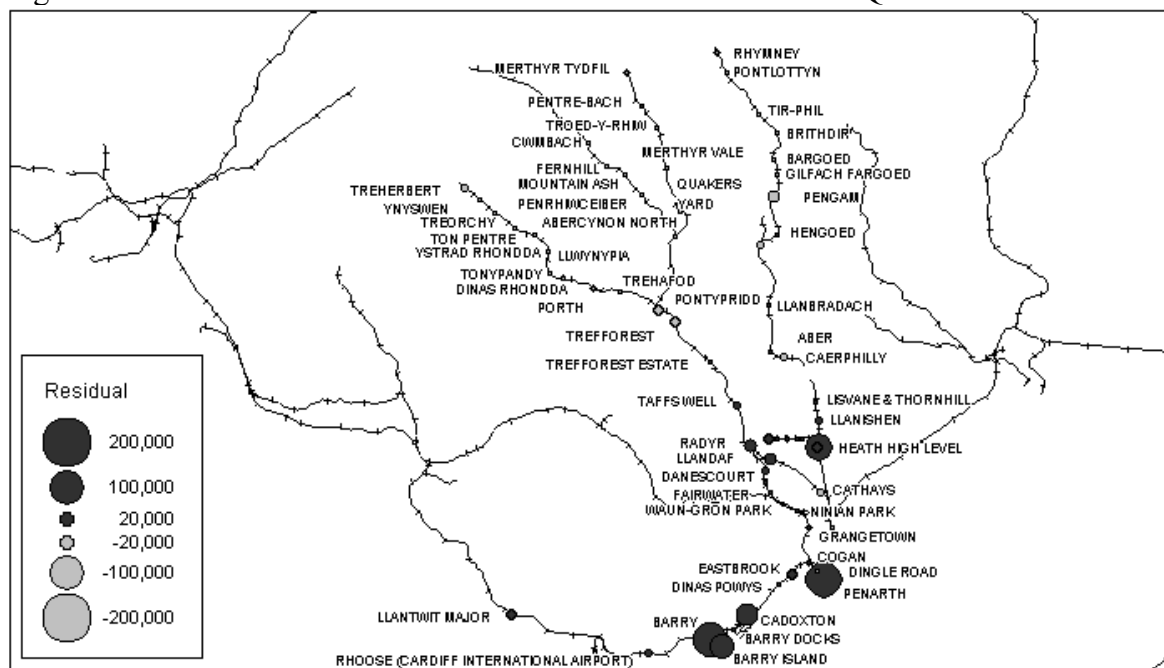 RHYMNEY
MERTHYR TYDFIL
PONTLOTTYN
PENTRE-BACH
TIR-PHIL
TROED-Y-RHIW
BRITHDIR
CWMBACH
MERTHYR VALE
BARGOED
FERNHILL
GILFACH FARGOED
TREHERBERT
MOUNTAIN ASH
QUAKERS
YARD
PENGAM
YNYSWEN
PENRHIWCEIBER
TREORCHY
ABERCYNON NORTH
HENGOED
TON PENTRE
YSTRAD RHONDDA
LLWYNYPIA
TONYPANDY
TREHAFOD
DINAS RHONDDA
PONTYPRIDD
LLANBRADACH
PORTH
TREFFOREST
ABER
CAERPHILLY
TREFFOREST ESTATE
Residual
200,000
100,000
20,000
-20,000
-100,000
-200,000
TAFFS WELL
LISVANE & THORNHILL
LLANISHEN
RADYR
HEATH HIGH LEVEL
LLANDAF
DANESCOURT
CATHAYS
FAIRWATER
WAUN-GRÔN PARK
NINIAN PARK
GRANGETOWN
COGAN
EASTBROOK
DINGLE ROAD
DINAS POWYS
PENARTH
LLANTWIT MAJOR
BARRY
CADOXTON
BARRY DOCKS
BARRY ISLAND
RHOOSE (CARDIFF INTERNATIONAL AIRPORT)